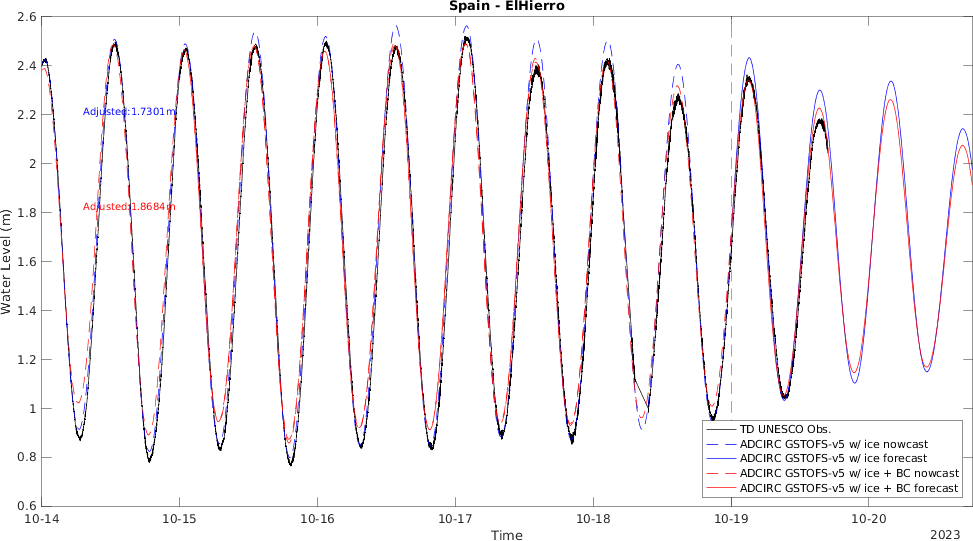 Spain - ElHierro
2.6
2.4
2.2
2
1.8
1.6
1.4
1.2
1
0.8
0.6
Water Level (m)
Adjusted:1.7301m
Adjusted:1.8684m
TD UNESCO Obs.
ADCIRC GSTOFS-v5 w/ ice nowcast
ADCIRC GSTOFS-v5 w/ ice forecast
ADCIRC GSTOFS-v5 w/ ice + BC nowcast
ADCIRC GSTOFS-v5 w/ ice + BC forecast
10-14 10-15 10-16 10-17 10-18 10-19 10-20
Time
2023